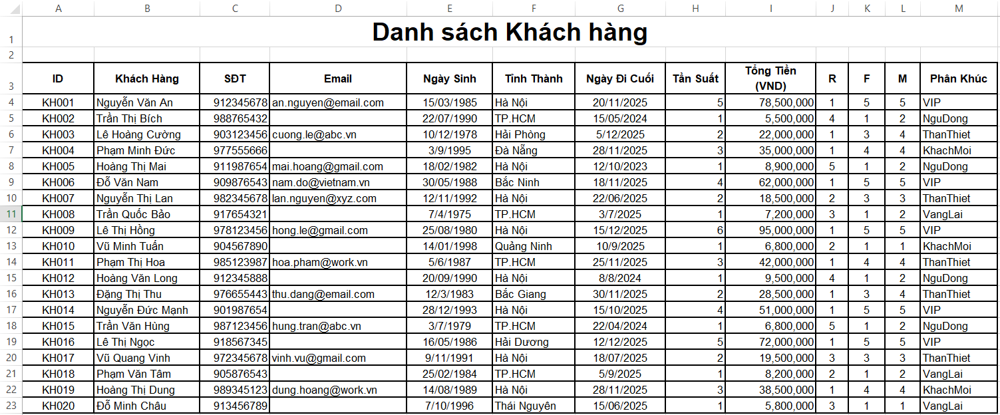 A B C D E F G H I J K L M
1 Danh sách Khách hàng
2
3 ID Khách Hàng SĐT Email Ngày Sinh Tỉnh Thành Ngày Đi Cuối Tần Suất Tổng Tiền (VND) R F M Phân Khúc
4 KH001 Nguyễn Văn An 912345678 an.nguyen@email.com 15/03/1985 Hà Nội 20/11/2025 5 78,500,000 1 5 5 VIP
5 KH002 Trần Thị Bích 988765432 22/07/1990 TP.HCM 15/05/2024 1 5,500,000 4 1 2 NguDong
6 KH003 Lê Hoàng Cường 903123456 cuong.le@abc.vn 10/12/1978 Hải Phòng 5/12/2025 2 22,000,000 1 3 4 ThanThiet
7 KH004 Phạm Minh Đức 977555666 3/9/1995 Đà Nẵng 28/11/2025 3 35,000,000 1 4 4 KhachMoi
8 KH005 Hoàng Thị Mai 911987654 mai.hoang@gmail.com 18/02/1982 Hà Nội 12/10/2023 1 8,900,000 5 1 2 NguDong
9 KH006 Đỗ Văn Nam 909876543 nam.do@vietnam.vn 30/05/1988 Bắc Ninh 18/11/2025 4 62,000,000 1 5 5 VIP
10 KH007 Nguyễn Thị Lan 982345678 lan.nguyen@xyz.com 12/11/1992 Hà Nội 22/06/2025 2 18,500,000 2 3 3 ThanThiet
11 KH008 Trần Quốc Bảo 917654321 7/4/1975 TP.HCM 3/7/2025 1 7,200,000 3 1 2 VangLai
12 KH009 Lê Thị Hồng 978123456 hong.le@gmail.com 25/08/1980 Hà Nội 15/12/2025 6 95,000,000 1 5 5 VIP
13 KH010 Vũ Minh Tuấn 904567890 14/01/1998 Quảng Ninh 10/9/2025 1 6,800,000 2 1 1 KhachMoi
14 KH011 Phạm Thị Hoa 985123987 hoa.pham@work.vn 5/6/1987 TP.HCM 25/11/2025 3 42,000,000 1 4 4 ThanThiet
15 KH012 Hoàng Văn Long 912345888 20/09/1990 Hà Nội 8/8/2024 1 9,500,000 4 1 2 NguDong
16 KH013 Đặng Thị Thu 976655443 thu.dang@email.com 12/3/1983 Bắc Giang 30/11/2025 2 28,500,000 1 3 4 ThanThiet
17 KH014 Nguyễn Đức Mạnh 901987654 28/12/1993 Hà Nội 15/10/2025 4 51,000,000 1 5 5 VIP
18 KH015 Trần Văn Hùng 987123456 hung.tran@abc.vn 3/7/1979 TP.HCM 22/04/2024 1 6,800,000 5 1 2 NguDong
19 KH016 Lê Thị Ngọc 918567345 16/05/1986 Hải Dương 12/12/2025 5 72,000,000 1 5 5 VIP
20 KH017 Vũ Quang Vinh 972345678 vinh.vu@gmail.com 9/11/1991 Hà Nội 18/07/2025 2 19,500,000 3 3 3 ThanThiet
21 KH018 Phạm Văn Tâm 905876543 25/02/1984 TP.HCM 5/9/2025 1 8,200,000 2 1 2 VangLai
22 KH019 Hoàng Thị Dung 989345123 dung.hoang@work.vn 14/08/1989 Hà Nội 28/11/2025 3 38,500,000 1 4 4 KhachMoi
23 KH020 Đỗ Minh Châu 913456789 7/10/1996 Thái Nguyên 15/06/2025 1 5,800,000 3 1 1 VangLai